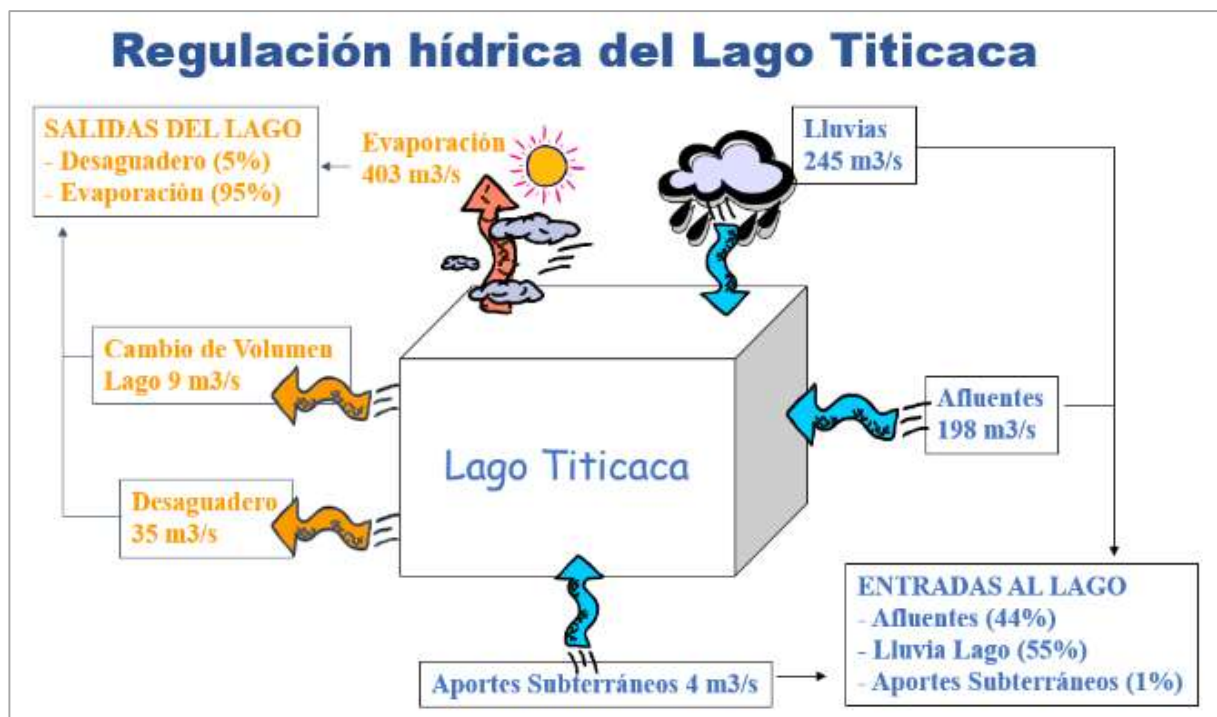 Regulación hídrica del Lago Titicaca
SALIDAS DEL LAGO
- Desaguadero (5%)
- Evaporación (95%)
Evaporación
403 m3/s
Lluvias
245 m3/s
Cambio de Volumen
Lago 9 m3/s
Afluentes
198 m3/s
Lago Titicaca
Desaguadero
35 m3/s
ENTRADAS AL LAGO
- Afluentes (44%)
- Lluvia Lago (55%)
- Aportes Subterráneos (1%)
Aportes Subterráneos 4 m3/s